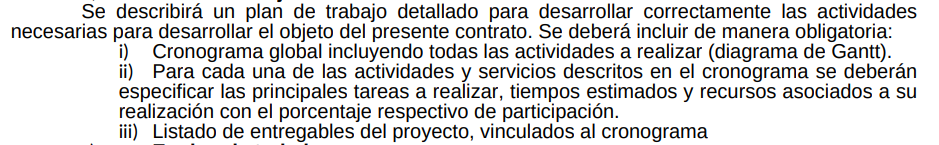 Se describirá un plan de trabajo detallado para desarrollar correctamente las actividades
necesarias para desarrollar el objeto del presente contrato. Se deberá incluir de manera obligatoria:
i) Cronograma global incluyendo todas las actividades a realizar (diagrama de Gantt).
ii) Para cada una de las actividades y servicios descritos en el cronograma se deberán
especificar las principales tareas a realizar, tiempos estimados y recursos asociados a su
realización con el porcentaje respectivo de participación.
iii) Listado de entregables del proyecto, vinculados al cronograma